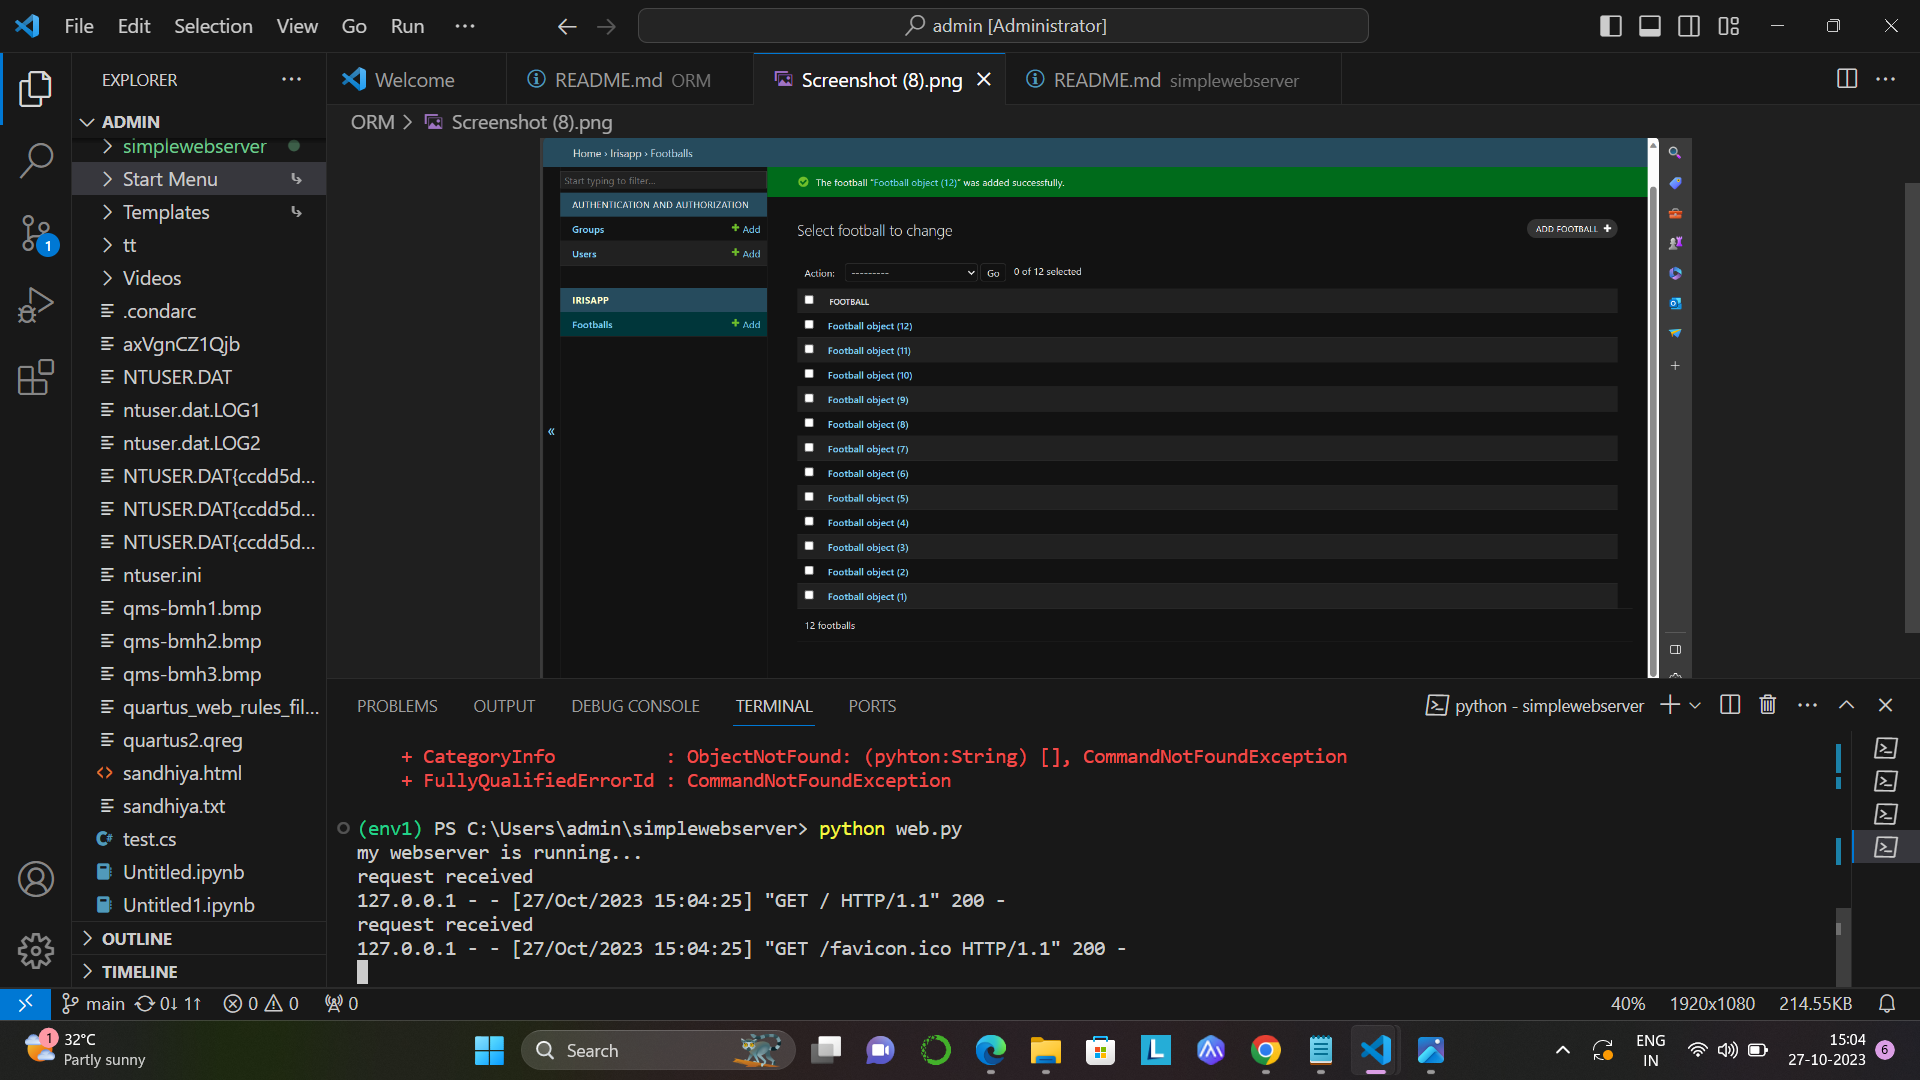 File Edit Selection View Go Run ···
admin [Administrator]
EXPLORER
Welcome
README.md ORM
Screenshot (8).png
README.md simplewebserver
ORM > Screenshot (8).png
ADMIN
simplewebserver
Start Menu
Templates
tt
Videos
.condarc
axVgnCZ1Qjb
NTUSER.DAT
ntuser.dat.LOG1
ntuser.dat.LOG2
NTUSER.DAT{ccdd5d...
NTUSER.DAT{ccdd5d...
NTUSER.DAT{ccdd5d...
ntuser.ini
qms-bmh1.bmp
qms-bmh2.bmp
qms-bmh3.bmp
quartus_web_rules_fil...
quartus2.qreg
sandhiya.html
sandhiya.txt
test.cs
Untitled.ipynb
Untitled1.ipynb
OUTLINE
TIMELINE
1
Home › Irisapp › Footballs
Start typing to filter...
AUTHENTICATION AND AUTHORIZATION
Groups + Add
Users + Add
IRISAPP
Footballs + Add
«
The football "Football object (12)" was added successfully.
Select football to change
ADD FOOTBALL +
Action: --------- Go 0 of 12 selected
FOOTBALL
Football object (12)
Football object (11)
Football object (10)
Football object (9)
Football object (8)
Football object (7)
Football object (6)
Football object (5)
Football object (4)
Football object (3)
Football object (2)
Football object (1)
12 footballs
PROBLEMS OUTPUT DEBUG CONSOLE TERMINAL PORTS
python - simplewebserver
+ CategoryInfo : ObjectNotFound: (pyhton:String) [], CommandNotFoundException
+ FullyQualifiedErrorId : CommandNotFoundException
(env1) PS C:\Users\admin\simplewebserver> python web.py
my webserver is running...
request received
127.0.0.1 - - [27/Oct/2023 15:04:25] "GET / HTTP/1.1" 200 -
request received
127.0.0.1 - - [27/Oct/2023 15:04:25] "GET /favicon.ico HTTP/1.1" 200 -
main 0↓ 1↑ 0 0 0
40% 1920x1080 214.55KB
1
32°C
Partly sunny
Search
L
ENG
IN
15:04
27-10-2023
6